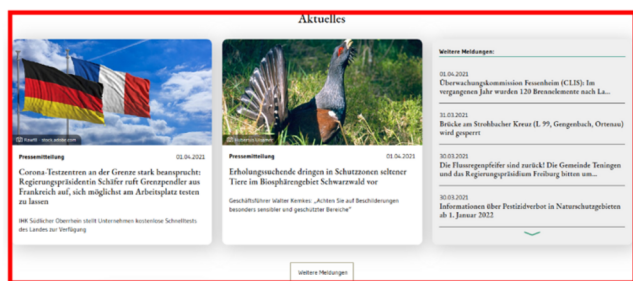 Aktuelles
Pressemitteilung 01.04.2021
Corona-Testzentren an der Grenze stark beansprucht:
Regierungspräsidentin Schäfer ruft Grenzpendler aus
Frankreich auf, sich möglichst am Arbeitsplatz testen
zu lassen
IHK Südlicher Oberrhein stellt Unternehmen kostenlose Schnelltests
des Landes zur Verfügung
Pressemitteilung 01.04.2021
Erholungssuchende dringen in Schutzzonen seltener
Tiere im Biosphärengebiet Schwarzwald vor
Geschäftsführer Walter Kemkes: „Achten Sie auf Beschilderungen
besonders sensibler und geschützter Bereiche“
Weitere Meldungen:
01.04.2021
Überwachungskommission Fessenheim (CLIS): Im
vergangenen Jahr wurden 120 Brennelemente nach La...
31.03.2021
Brücke am Strohbacher Kreuz (L 99, Gengenbach, Ortenau)
wird gesperrt
30.03.2021
Die Flussregenpfeifer sind zurück! Die Gemeinde Teningen
und das Regierungspräsidium Freiburg bitten um...
30.03.2021
Informationen über Pestizidverbot in Naturschutzgebieten
ab 1. Januar 2022
Weitere Meldungen